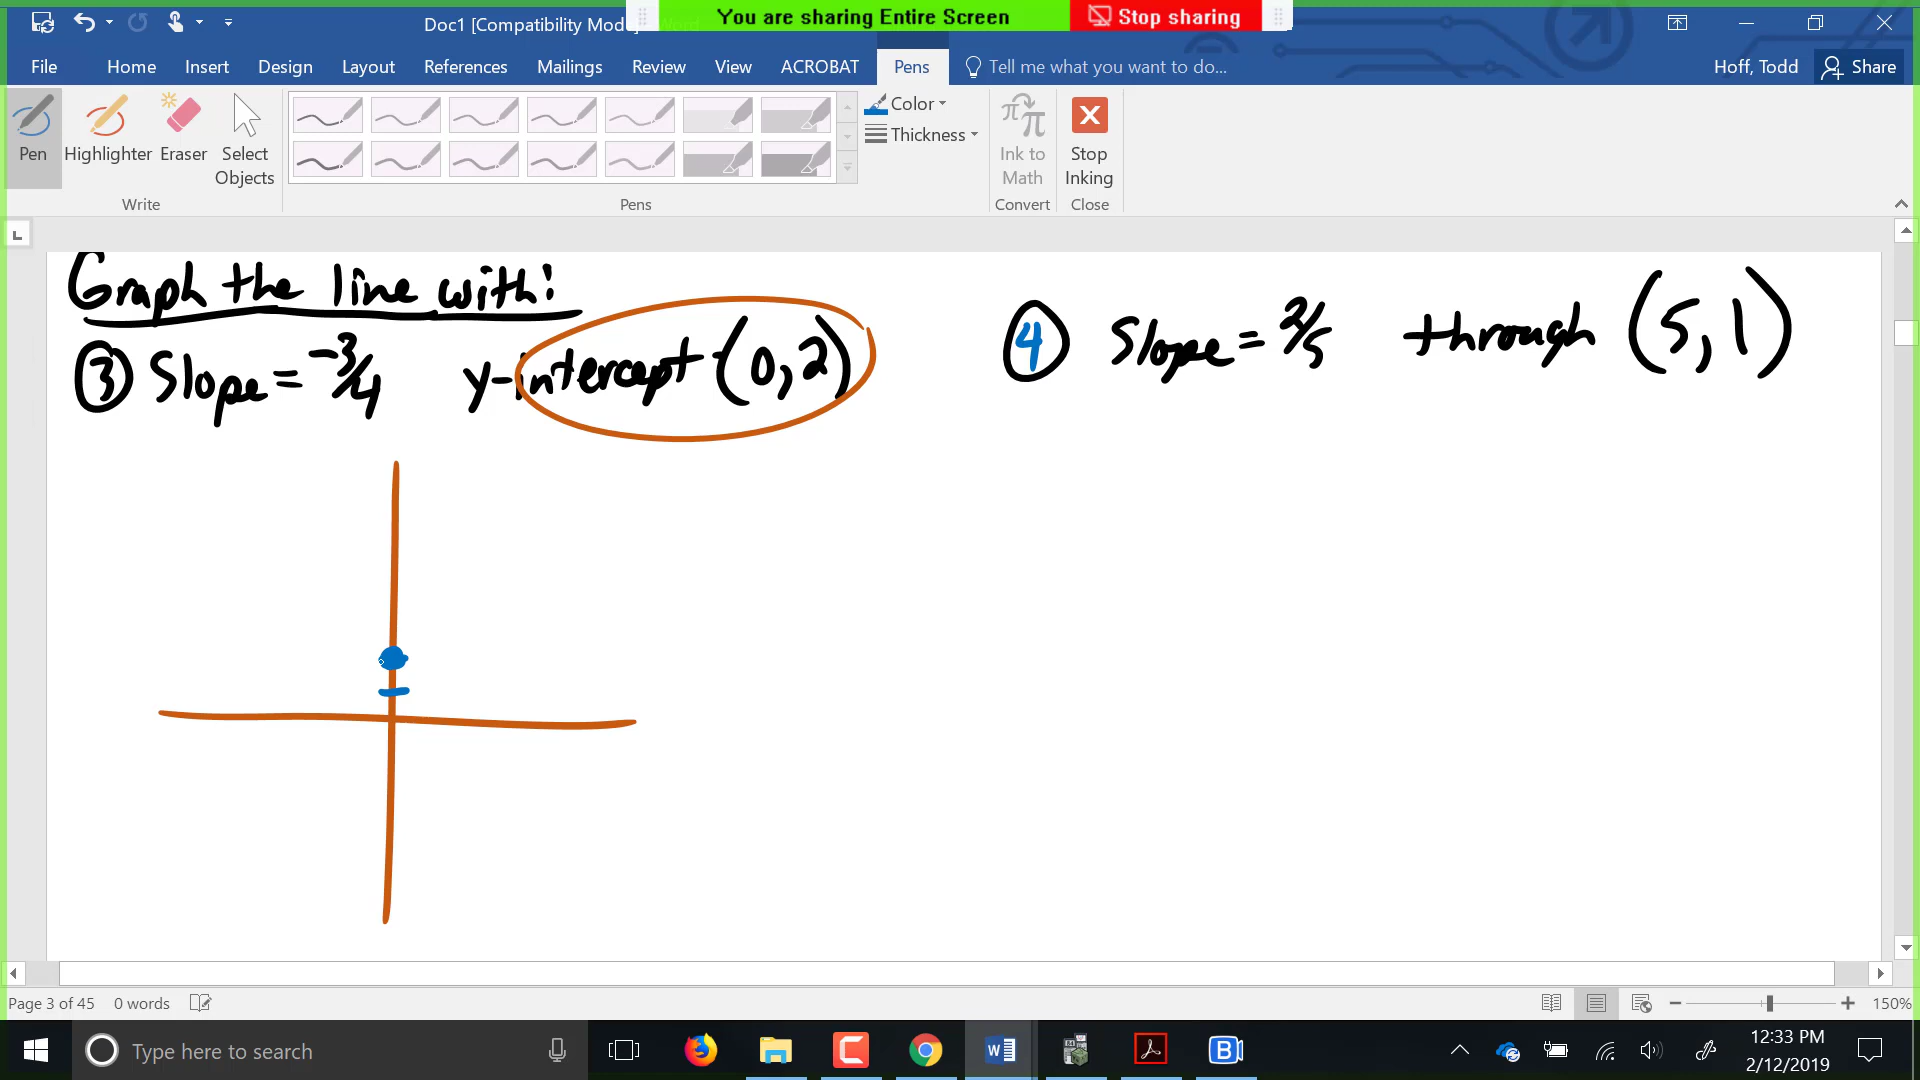 Doc1 [Compatibility Mod
You are sharing Entire Screen
Stop sharing
File
Home
Insert
Design
Layout
References
Mailings
Review
View
ACROBAT
Pens
Tell me what you want to do...
Hoff, Todd
Share
Pen
Highlighter
Eraser
Select
Objects
Color
Thickness
Ink to
Math
Stop
Inking
Write
Pens
Convert
Close
Graph the line with:
3 Slope = -3/4 y-intercept (0,2)
4 Slope = 2/5 through (5,1)
Page 3 of 45
0 words
150%
Type here to search
12:33 PM
2/12/2019